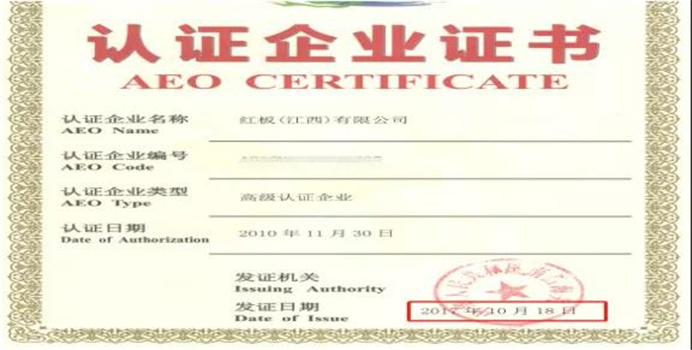 认证企业证书
AEO CERTIFICATE
认证企业名称 红板(江西)有限公司
AEO Name
认证企业编号
AEO Code
认证企业类型 高级认证企业
AEO Type
认证日期 2010 年 11 月 30 日
Date of Authorization
发证机关
Issuing Authority
发证日期 2017 年 10 月 18 日
Date of Issue